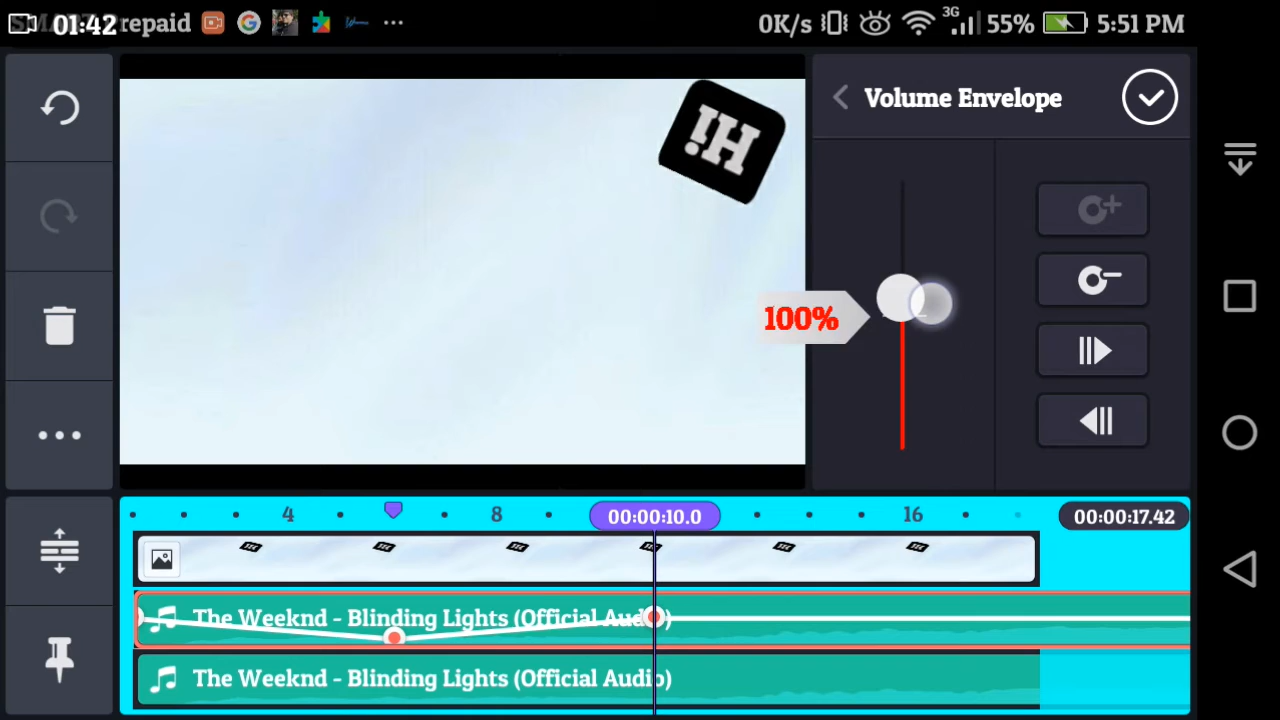 01:42 repaid
0K/s 3G 55% 5:51 PM
Hi!
Volume Envelope
100%
4 8 00:00:10.0 16 00:00:17.42
The Weeknd - Blinding Lights (Official Audio)
The Weeknd - Blinding Lights (Official Audio)